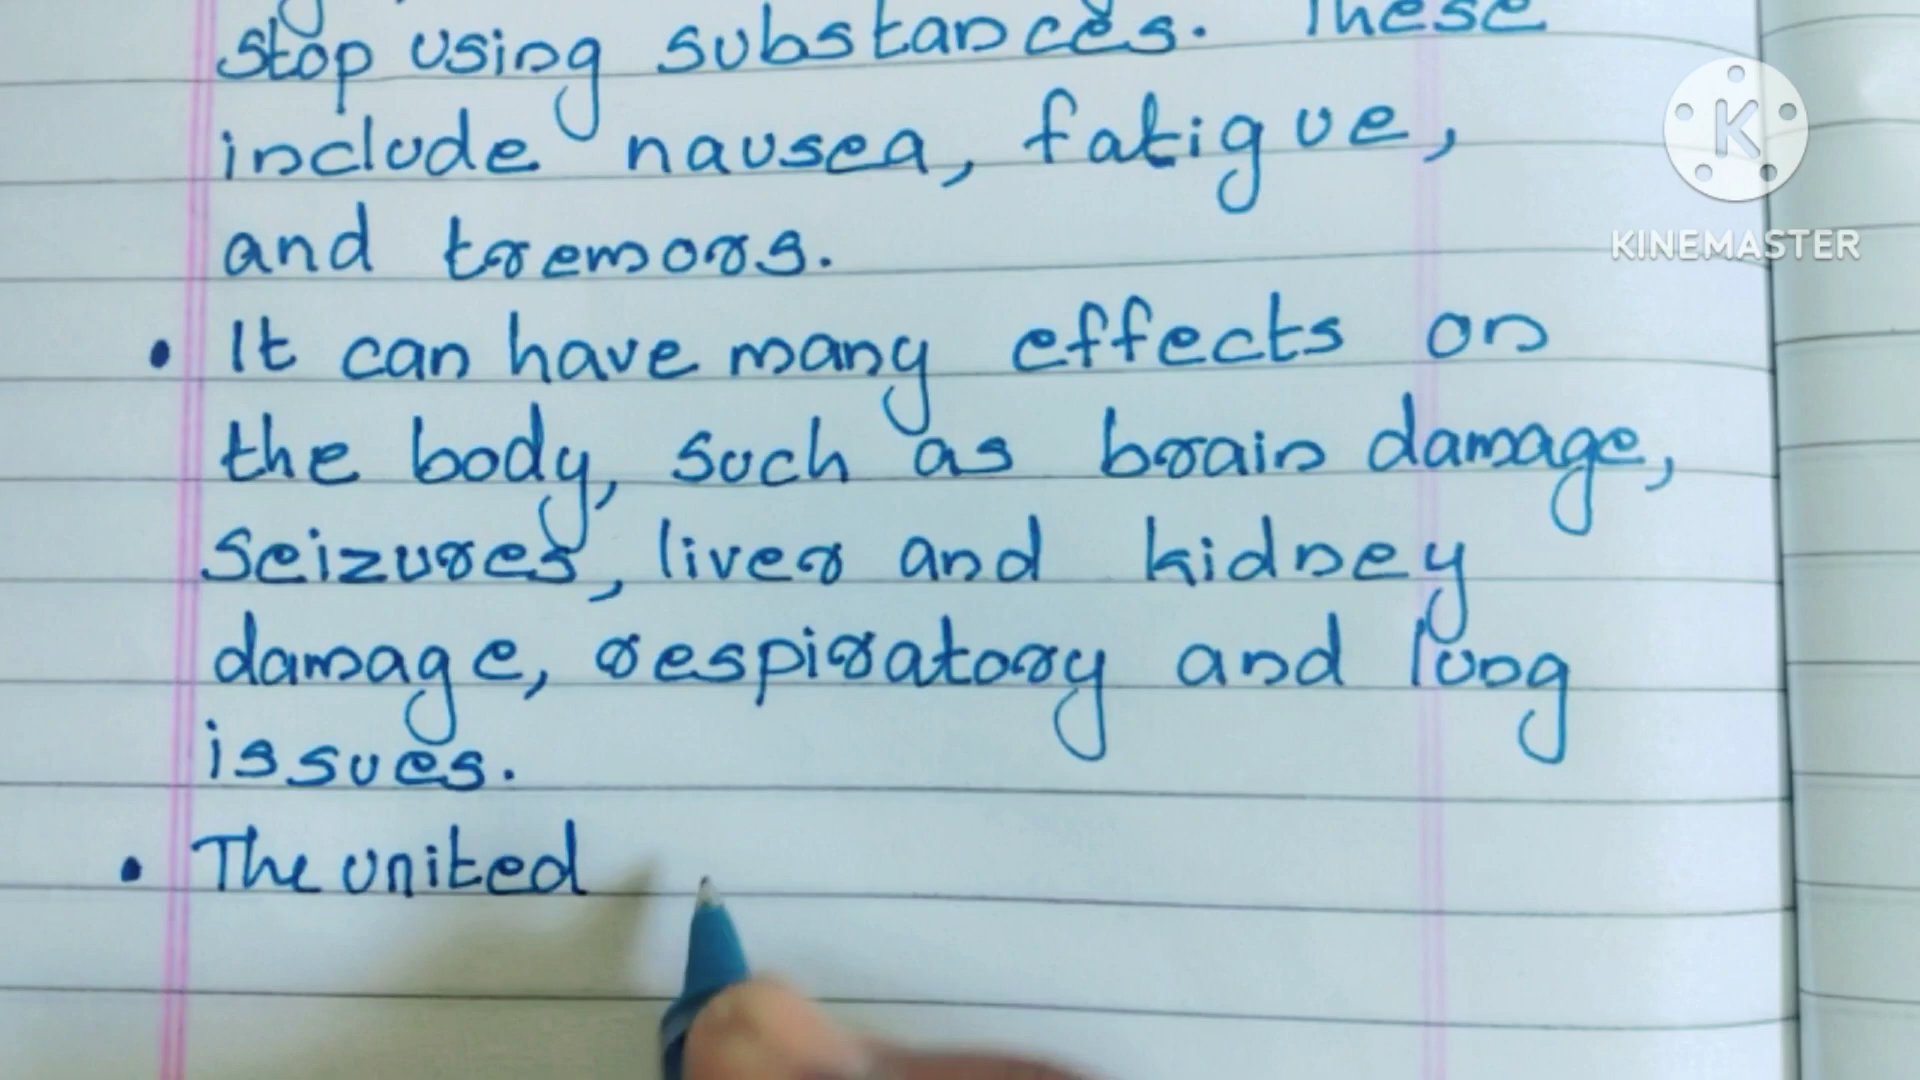 stop using substances. These
include nausea, fatigue,
and tremors.
• It can have many effects on
the body, such as brain damage,
seizures, liver and kidney
damage, respiratory and lung
issues.
• The united
K
KINEMASTER